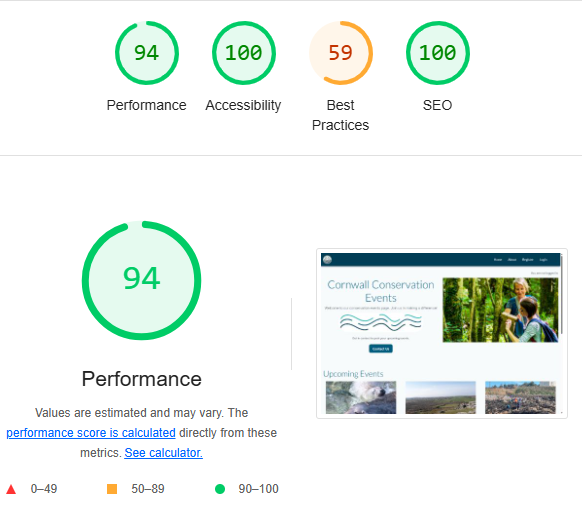 94
100
59
100
Performance
Accessibility
Best
Practices
SEO
94
Performance
Values are estimated and may vary. The
performance score is calculated directly from these
metrics. See calculator.
0–49
50–89
90–100
Home About Register Login
Cornwall Conservation
Events
Contact Us
Upcoming Events